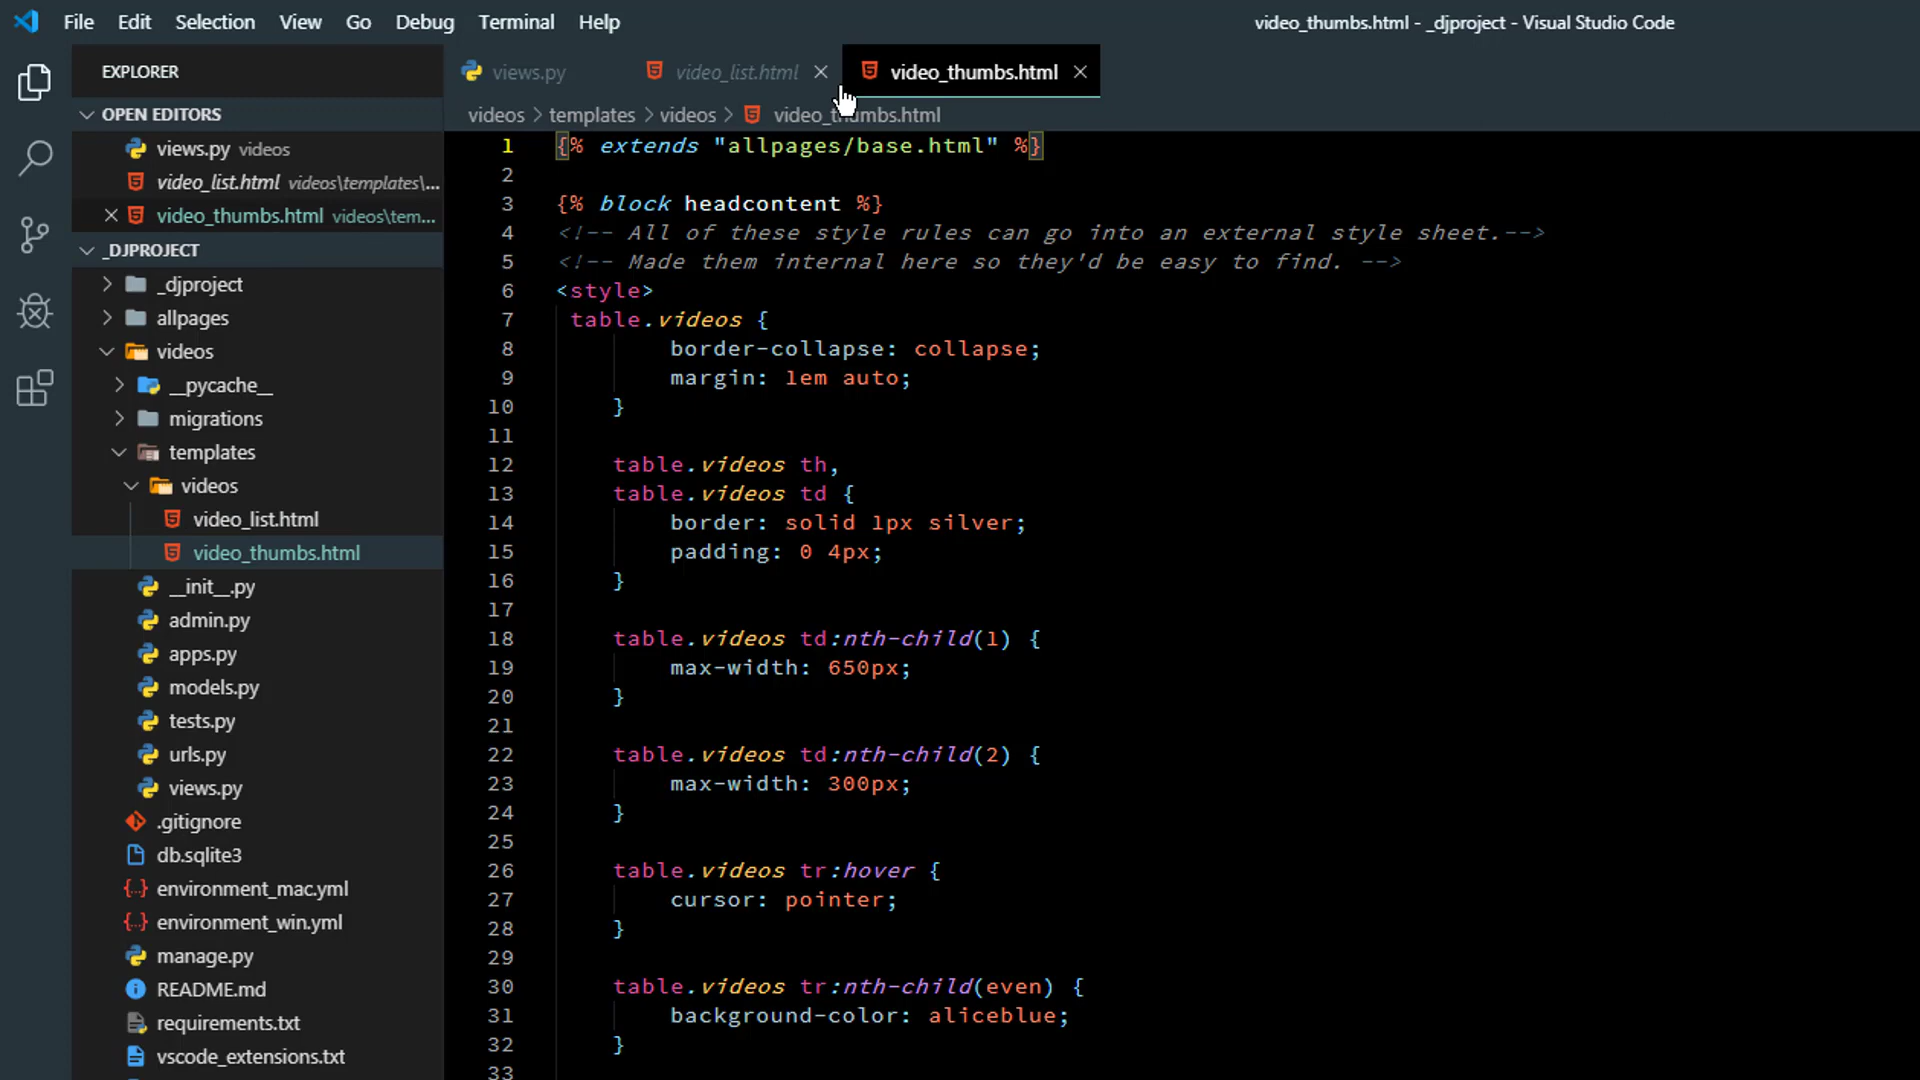 File Edit Selection View Go Debug Terminal Help
video_thumbs.html - _djproject - Visual Studio Code
EXPLORER
OPEN EDITORS
views.py videos
video_list.html videos\templates\...
video_thumbs.html videos\tem...
_DJPROJECT
_djproject
allpages
videos
__pycache__
migrations
templates
videos
video_list.html
video_thumbs.html
__init__.py
admin.py
apps.py
models.py
tests.py
urls.py
views.py
.gitignore
db.sqlite3
environment_mac.yml
environment_win.yml
manage.py
README.md
requirements.txt
vscode_extensions.txt
views.py video_list.html video_thumbs.html
videos > templates > videos > video_thumbs.html
1 {% extends "allpages/base.html" %}
2
3 {% block headcontent %}
4 <!-- All of these style rules can go into an external style sheet.-->
5 <!-- Made them internal here so they'd be easy to find. -->
6 <style>
7 table.videos {
8 border-collapse: collapse;
9 margin: 1em auto;
10 }
11
12 table.videos th,
13 table.videos td {
14 border: solid 1px silver;
15 padding: 0 4px;
16 }
17
18 table.videos td:nth-child(1) {
19 max-width: 650px;
20 }
21
22 table.videos td:nth-child(2) {
23 max-width: 300px;
24 }
25
26 table.videos tr:hover {
27 cursor: pointer;
28 }
29
30 table.videos tr:nth-child(even) {
31 background-color: aliceblue;
32 }
33